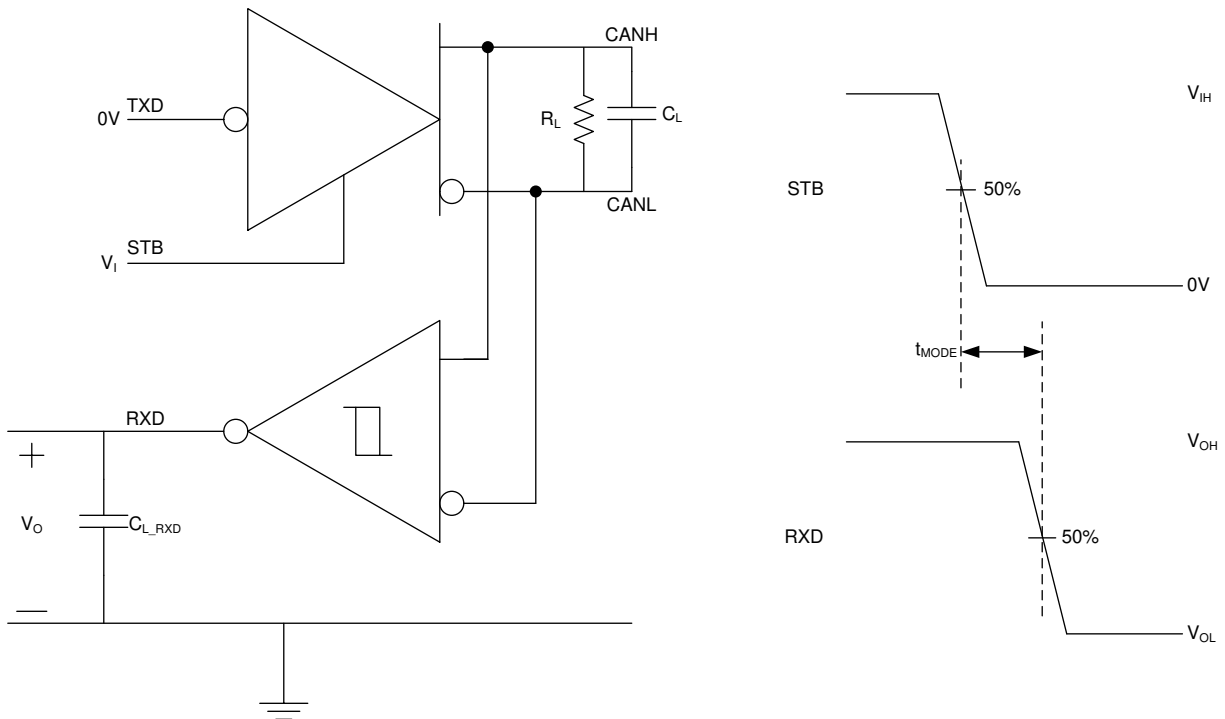 CANH
TXD
0V
R_L
C_L
CANL
STB
V_I
RXD
+
V_O
C_L_RXD
—
V_IH
STB
50%
0V
t_MODE
V_OH
RXD
50%
V_OL